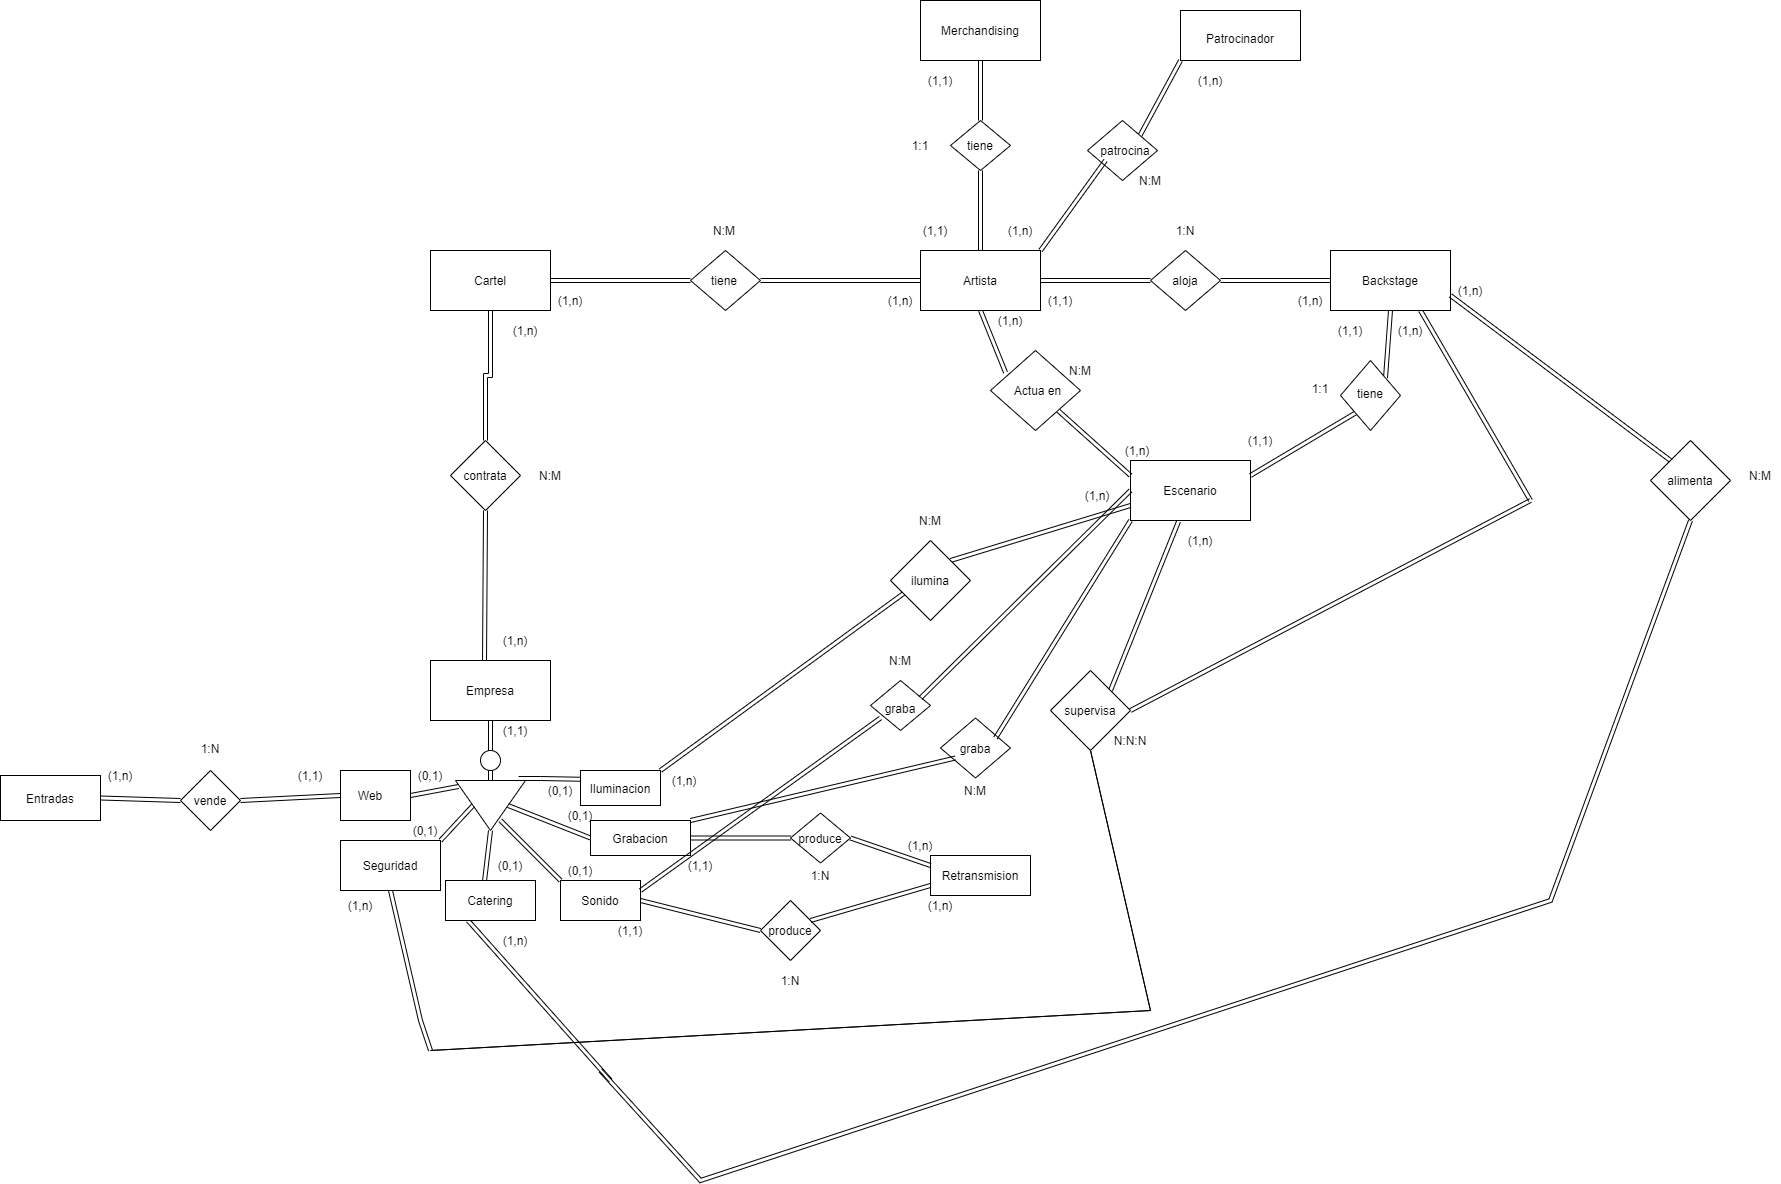 Merchandising
Patrocinador
(1,1)
(1,n)
1:1
tiene
patrocina
N:M
N:M
(1,1)
(1,n)
1:N
Cartel
tiene
Artista
aloja
Backstage
(1,n)
(1,n)
(1,n)
(1,1)
(1,n)
(1,n)
(1,n)
(1,1)
(1,n)
N:M
Actua en
1:1
tiene
(1,1)
(1,n)
contrata
N:M
(1,n)
Escenario
alimenta
N:M
N:M
(1,n)
ilumina
(1,n)
N:M
Empresa
graba
supervisa
(1,1)
N:N:N
1:N
graba
(1,n)
(1,1)
(0,1)
(0,1)
Iluminacion
(1,n)
N:M
Entradas
vende
Web
(0,1)
(0,1)
Grabacion
produce
(1,n)
Seguridad
(0,1)
(0,1)
(1,1)
1:N
Retransmision
(1,n)
Catering
Sonido
(1,n)
(1,n)
(1,1)
produce
1:N